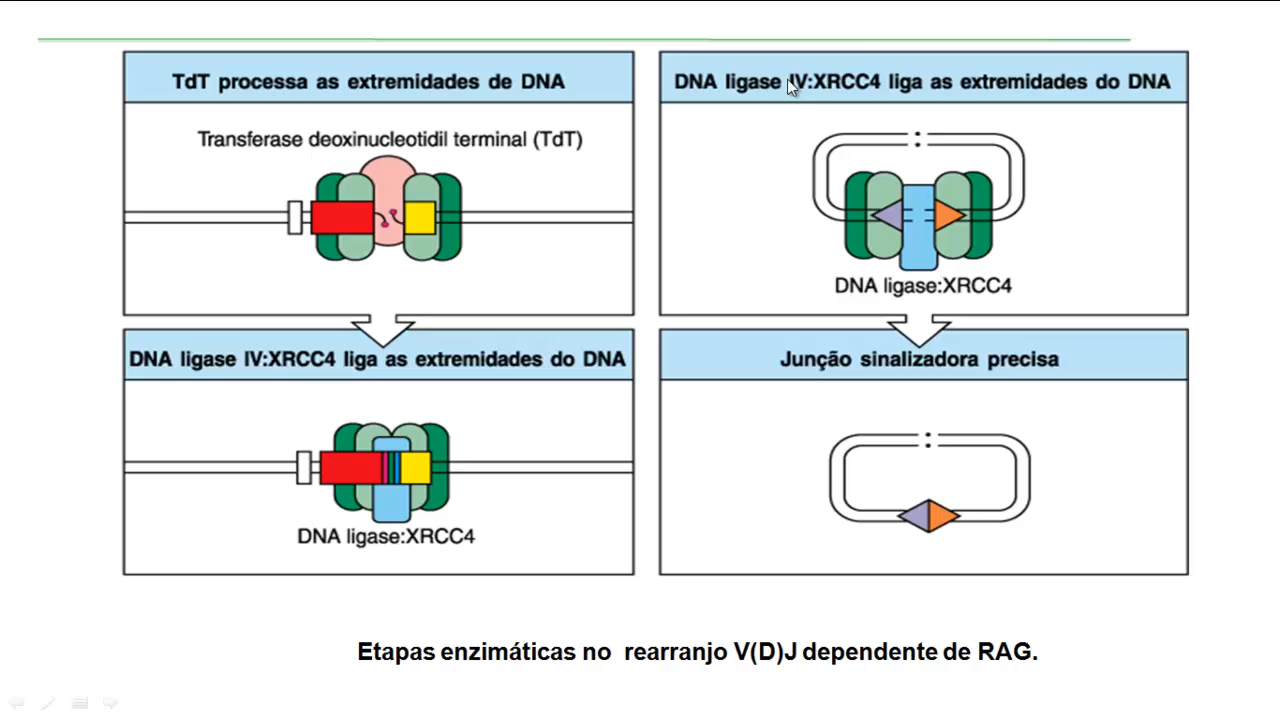 TdT processa as extremidades de DNA
Transferase deoxinucleotidil terminal (TdT)
DNA ligase IV:XRCC4 liga as extremidades do DNA
DNA ligase:XRCC4
DNA ligase IV:XRCC4 liga as extremidades do DNA
DNA ligase:XRCC4
Junção sinalizadora precisa
Etapas enzimáticas no rearranjo V(D)J dependente de RAG.